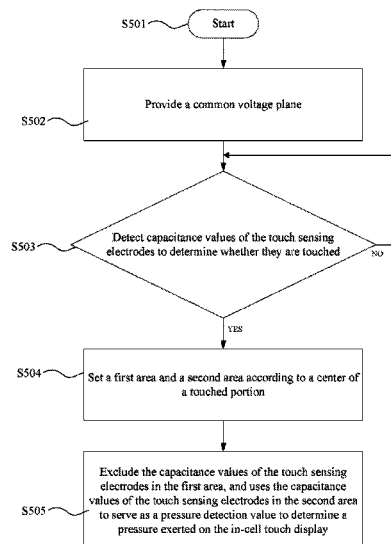 S501
Start
Provide a common voltage plane
S502
Detect capacitance values of the touch sensing
electrodes to determine whether they are touched
S503
NO
YES
Set a first area and a second area according to a center of
a touched portion
S504
Exclude the capacitance values of the touch sensing
electrodes in the first area, and uses the capacitance
values of the touch sensing electrodes in the second area
to serve as a pressure detection value to determine a
pressure exerted on the in-cell touch display
S505